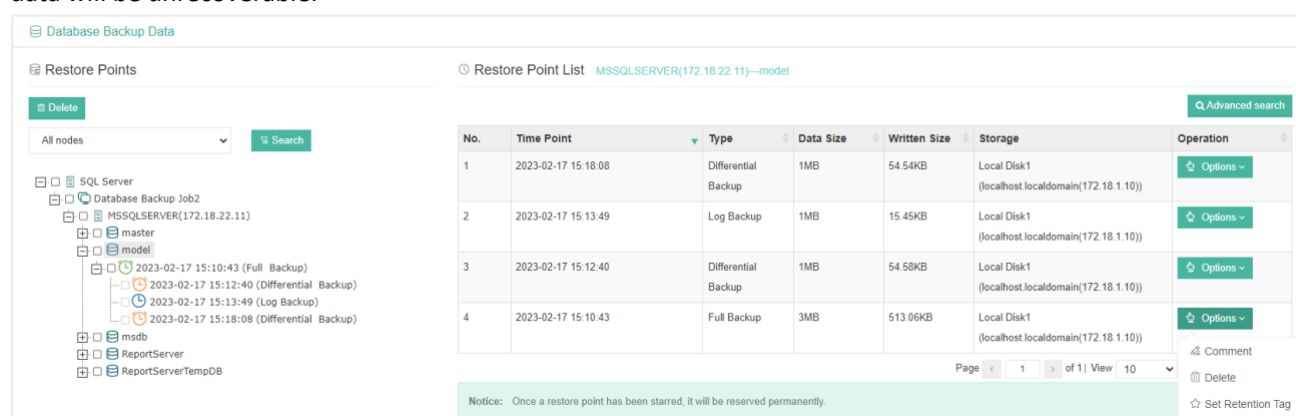 data will be unrecoverable.
Database Backup Data
Restore Points
Delete
All nodes
Search
SQL Server
Database Backup Job2
MSSQLSERVER(172.18.22.11)
master
model
2023-02-17 15:10:43 (Full Backup)
2023-02-17 15:12:40 (Differential Backup)
2023-02-17 15:13:49 (Log Backup)
2023-02-17 15:18:08 (Differential Backup)
msdb
ReportServer
ReportServerTempDB
Restore Point List MSSQLSERVER(172.18.22.11)---model
Advanced search
No. Time Point Type Data Size Written Size Storage Operation
1 2023-02-17 15:18:08 Differential 1MB 54.54KB Local Disk1 Options
Backup (localhost.localdomain(172.18.1.10))
2 2023-02-17 15:13:49 Log Backup 1MB 15.45KB Local Disk1 Options
(localhost.localdomain(172.18.1.10))
3 2023-02-17 15:12:40 Differential 1MB 54.58KB Local Disk1 Options
Backup (localhost.localdomain(172.18.1.10))
4 2023-02-17 15:10:43 Full Backup 3MB 513.06KB Local Disk1 Options
(localhost.localdomain(172.18.1.10))
Page < 1 > of 1| View 10
Comment
Delete
Set Retention Tag
Notice: Once a restore point has been starred, it will be reserved permanently.